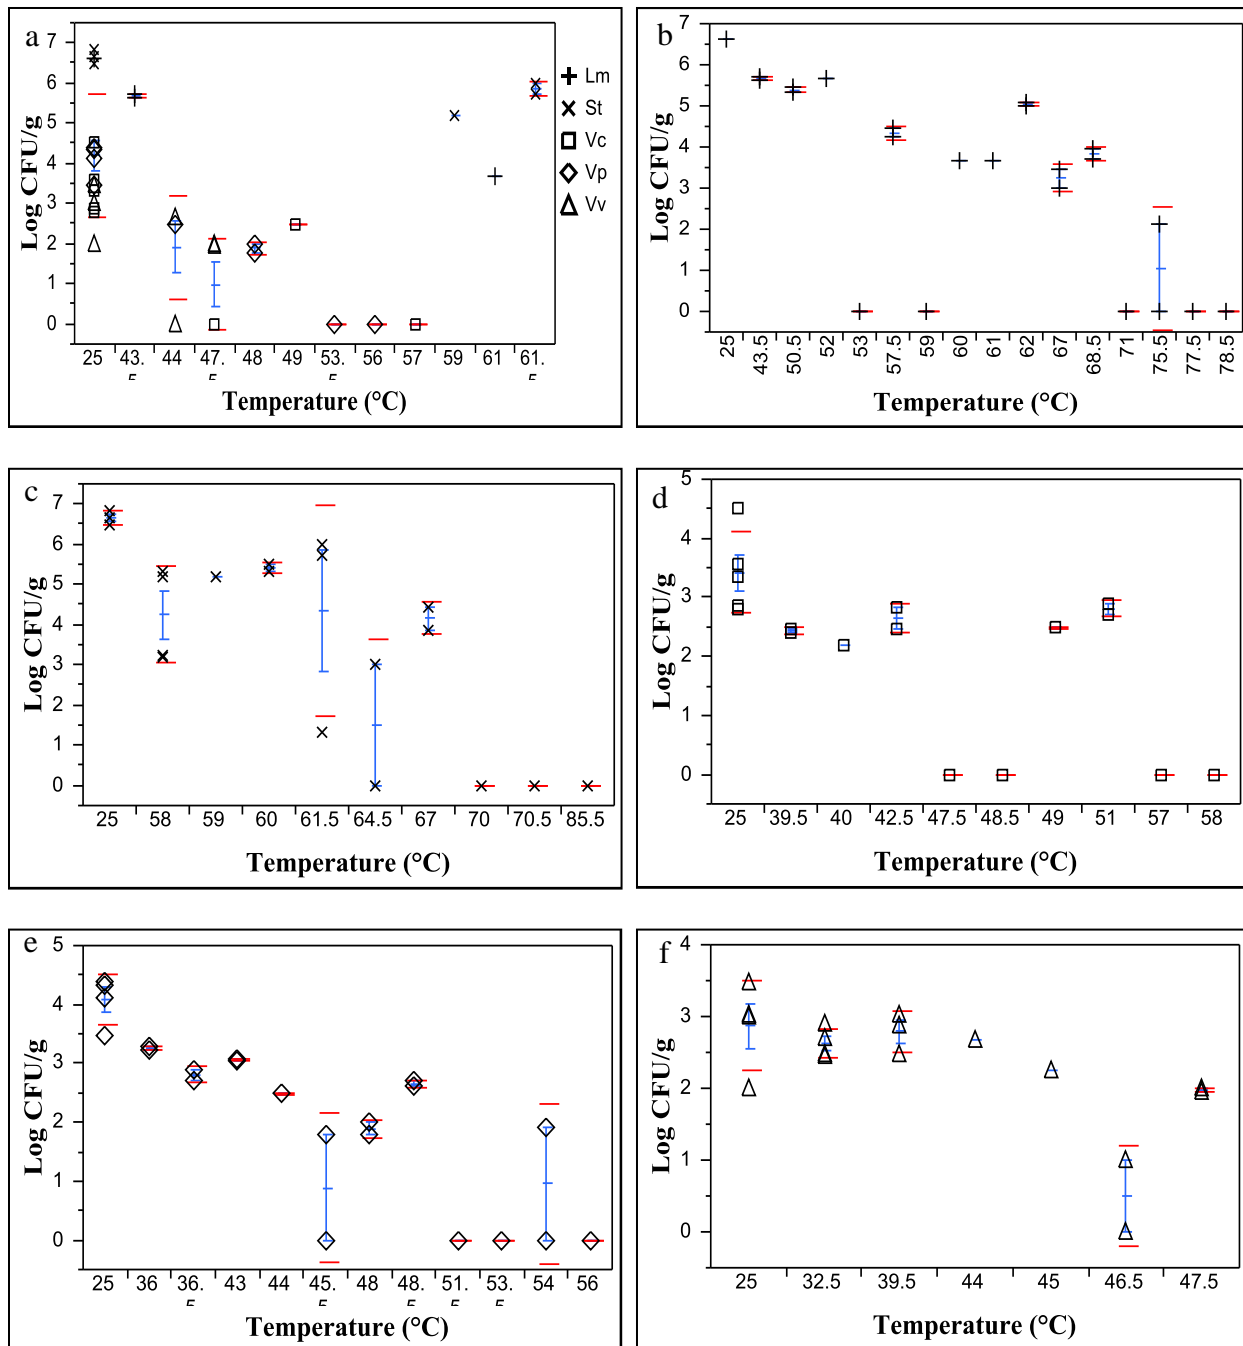 a
Log CFU/g
7
6
5
4
3
2
1
0
Lm
St
Vc
Vp
Vv
25 43. 44 47. 48 49 53. 56 57 59 61 61.
Temperature (°C)
b
Log CFU/g
7
6
5
4
3
2
1
0
25 43.5 50.5 52 53 57.5 59 60 61 62 67 68.5 71 75.5 77.5 78.5
Temperature (°C)
c
Log CFU/g
7
6
5
4
3
2
1
0
25 58 59 60 61.5 64.5 67 70 70.5 85.5
Temperature (°C)
d
Log CFU/g
5
4
3
2
1
0
25 39.5 40 42.5 47.5 48.5 49 51 57 58
Temperature (°C)
e
Log CFU/g
5
4
3
2
1
0
25 36 36. 43 44 45. 48 48. 51. 53. 54 56
Temperature (°C)
f
Log CFU/g
4
3
2
1
0
25 32.5 39.5 44 45 46.5 47.5
Temperature (°C)